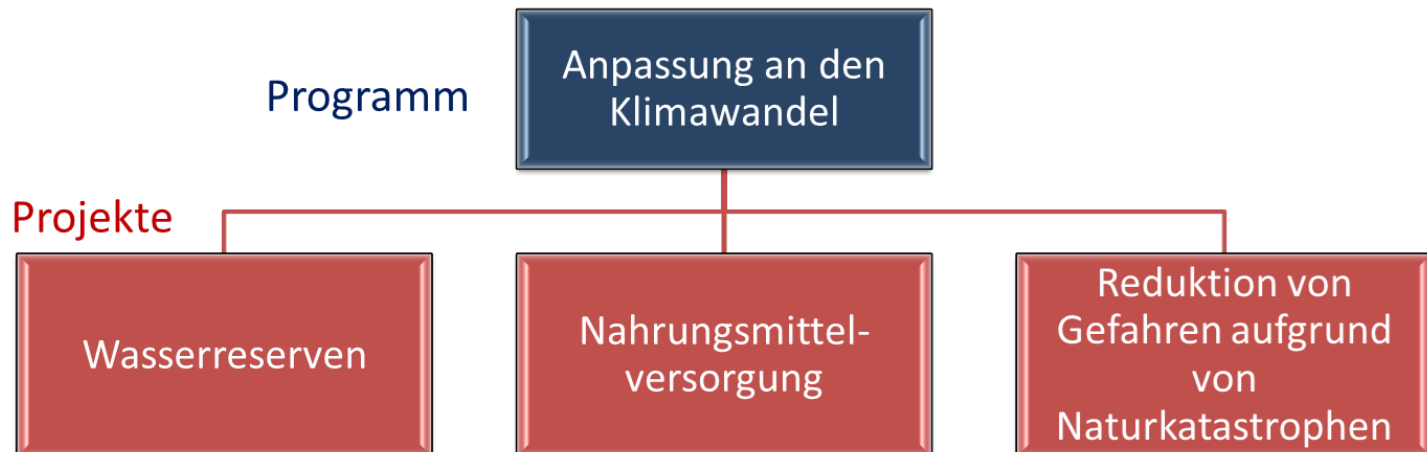 Programm
Anpassung an den
Klimawandel
Projekte
Wasserreserven
Nahrungsmittel-
versorgung
Reduktion von
Gefahren aufgrund
von
Naturkatastrophen